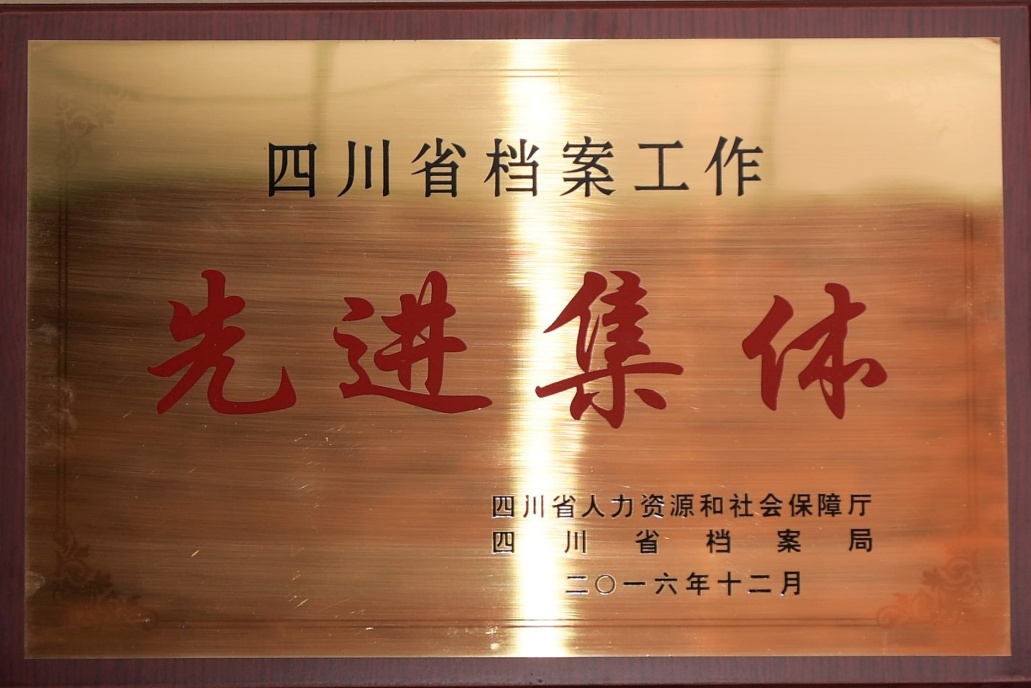 四川省档案工作
先进集体
四川省人力资源和社会保障厅
四川省档案局
二〇一六年十二月